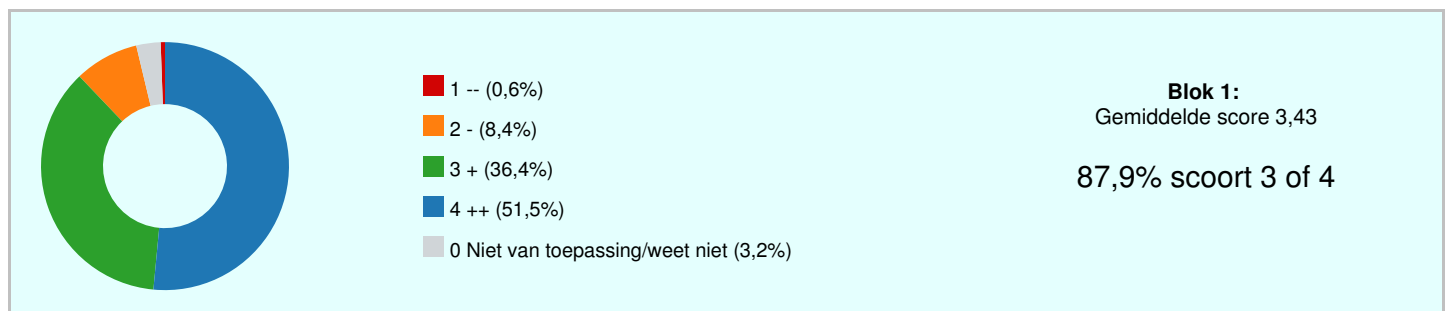 1 -- (0,6%)
2 - (8,4%)
3 + (36,4%)
4 ++ (51,5%)
0 Niet van toepassing/weet niet (3,2%)
Blok 1:
Gemiddelde score 3,43
87,9% scoort 3 of 4